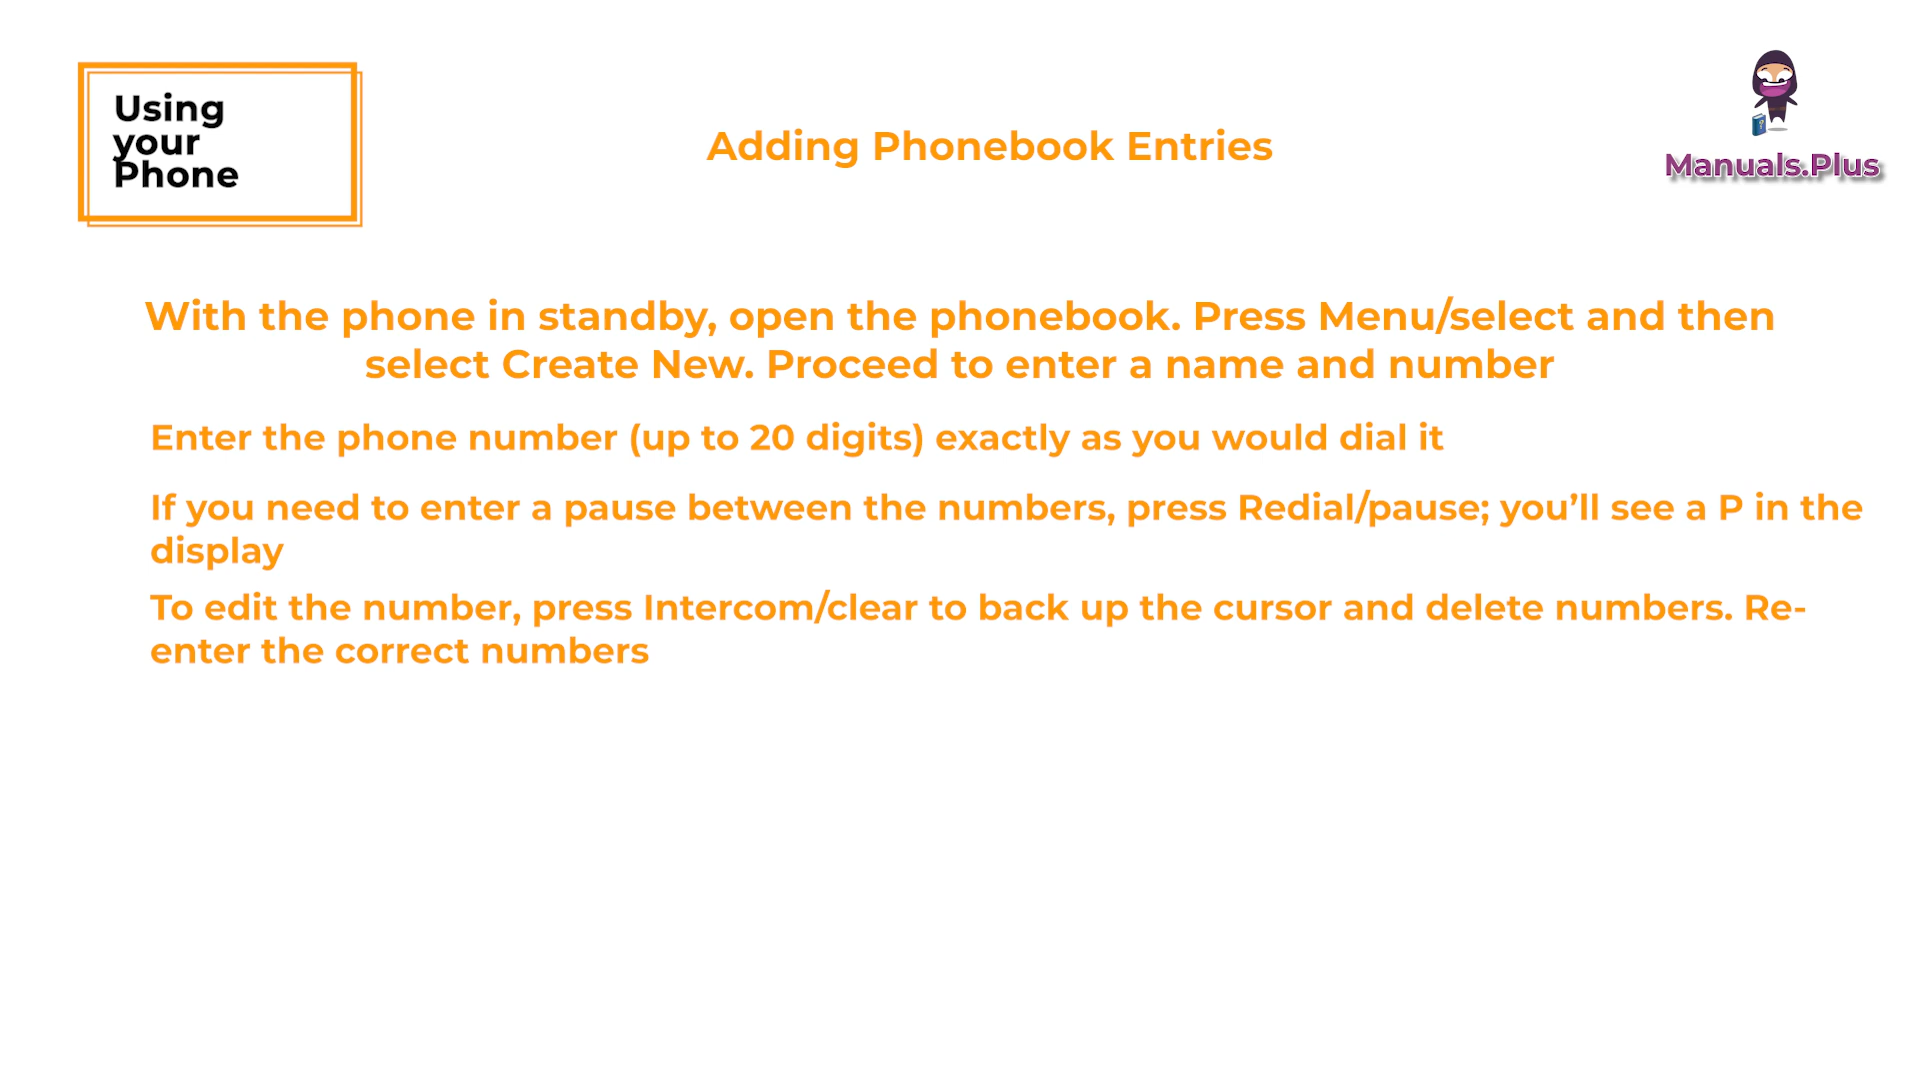 Using
your
Phone
Adding Phonebook Entries
Manuals.Plus
With the phone in standby, open the phonebook. Press Menu/select and then
select Create New. Proceed to enter a name and number
Enter the phone number (up to 20 digits) exactly as you would dial it
If you need to enter a pause between the numbers, press Redial/pause; you’ll see a P in the
display
To edit the number, press Intercom/clear to back up the cursor and delete numbers. Re-
enter the correct numbers